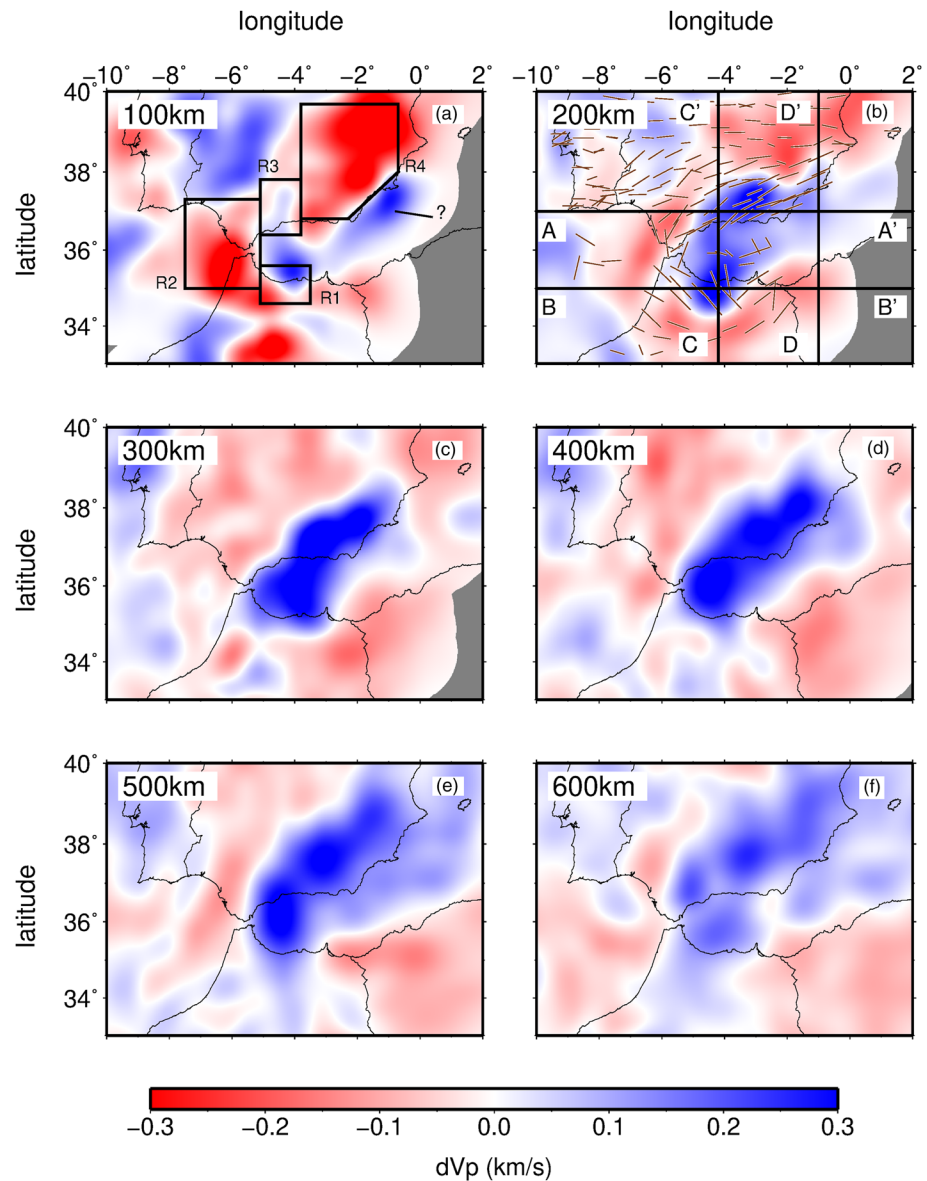 longitude longitude
−10˚ −8˚ −6˚ −4˚ −2˚ 0˚ 2˚ −10˚ −8˚ −6˚ −4˚ −2˚ 0˚ 2˚
40˚ 100km (a) 200km C' D' (b)
38˚ R3 R4
?
latitude
36˚ A A'
R2 R1
B B'
34˚ C D
40˚ 300km (c) 400km (d)
38˚
latitude
36˚
34˚
40˚ 500km (e) 600km (f)
38˚
latitude
36˚
34˚
−0.3 −0.2 −0.1 0.0 0.1 0.2 0.3
dVp (km/s)